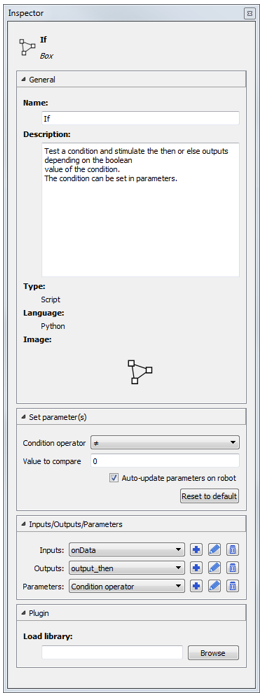 Inspector
If
Box
General
Name:
If
Description:
Test a condition and stimulate the then or else outputs
depending on the boolean
value of the condition.
The condition can be set in parameters.
Type:
Script
Language:
Python
Image:
Set parameter(s)
Condition operator ≠
Value to compare 0
Auto-update parameters on robot
Reset to default
Inputs/Outputs/Parameters
Inputs: onData
Outputs: output_then
Parameters: Condition operator
Plugin
Load library:
Browse